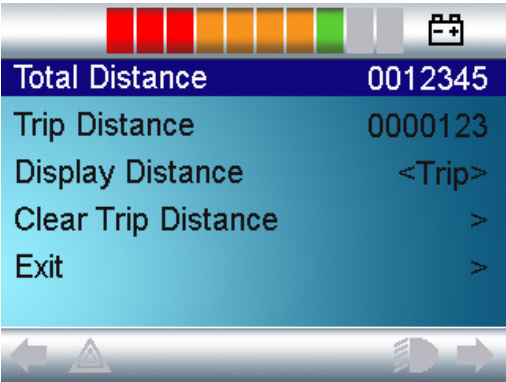 Total Distance 0012345
Trip Distance 0000123
Display Distance <Trip>
Clear Trip Distance >
Exit >